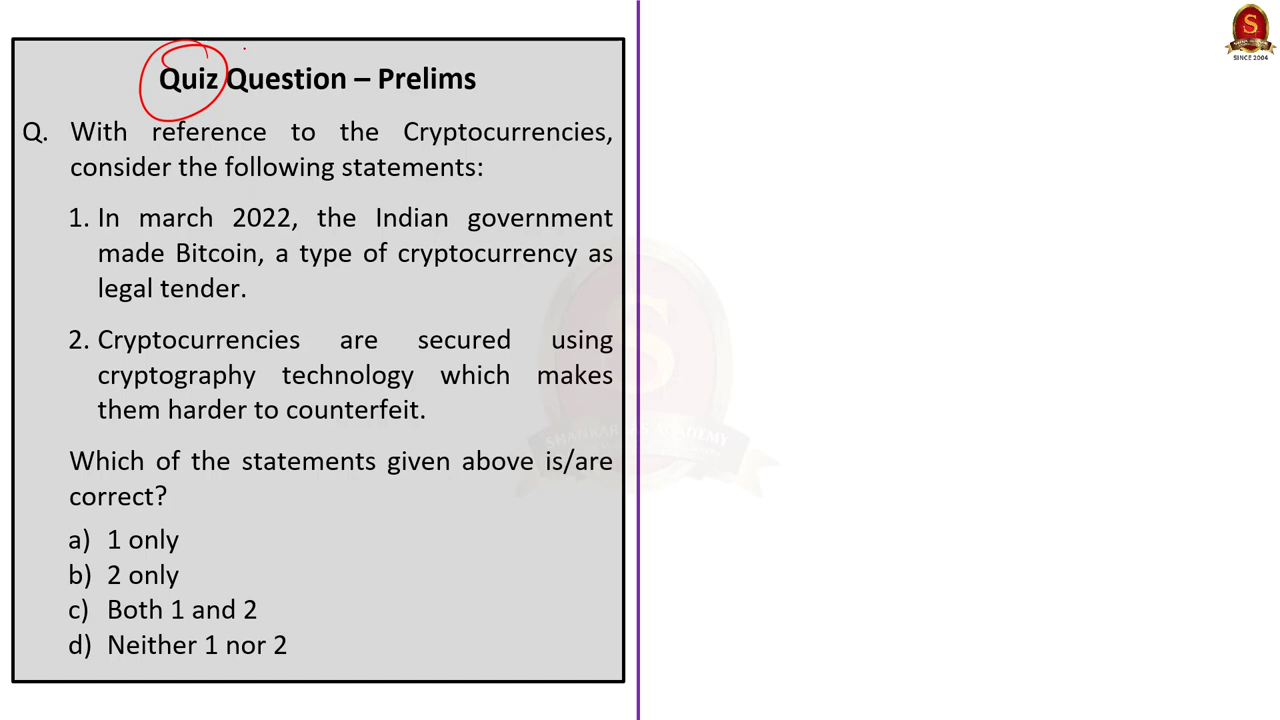 Quiz Question – Prelims
Q. With reference to the Cryptocurrencies,
consider the following statements:
1. In march 2022, the Indian government
made Bitcoin, a type of cryptocurrency as
legal tender.
2. Cryptocurrencies are secured using
cryptography technology which makes
them harder to counterfeit.
Which of the statements given above is/are
correct?
a) 1 only
b) 2 only
c) Both 1 and 2
d) Neither 1 nor 2
S
SINCE 2004
S
SHANKAR IAS ACADEMY